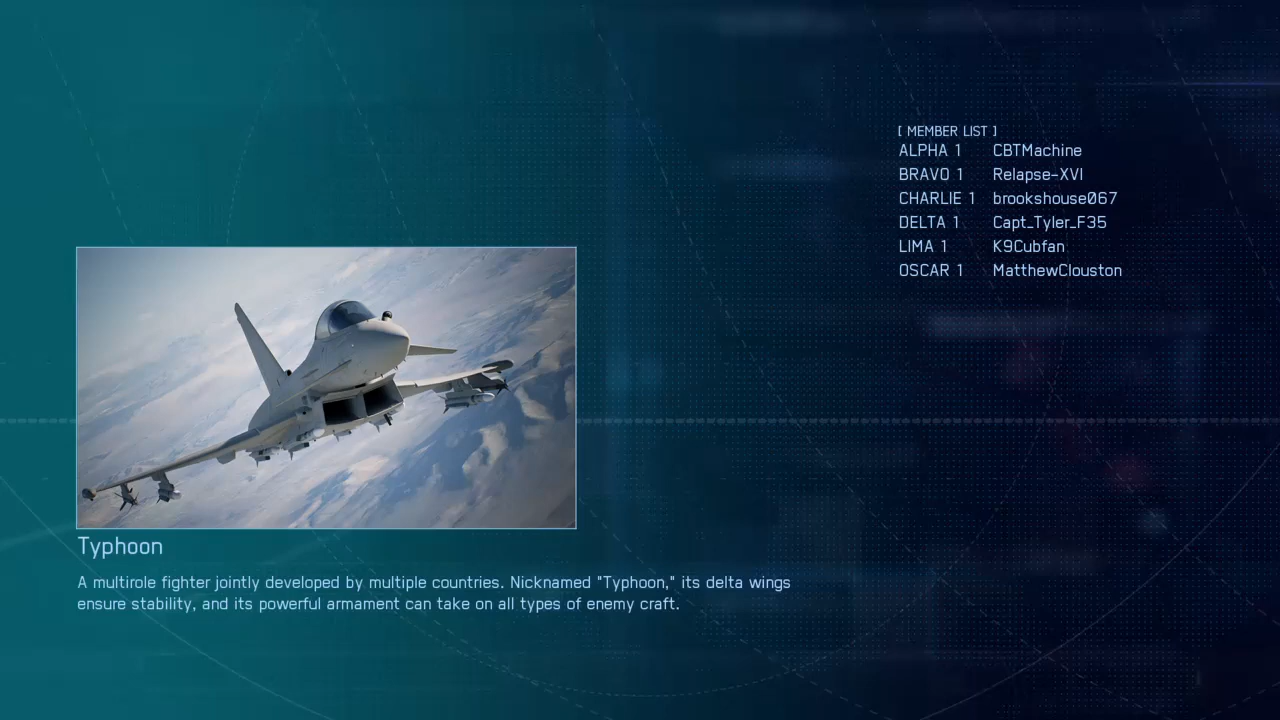 [ MEMBER LIST ]
ALPHA 1 CBTMachine
BRAVO 1 Relapse-XVI
CHARLIE 1 brookshouse067
DELTA 1 Capt_Tyler_F35
LIMA 1 K9Cubfan
OSCAR 1 MatthewClouston
Typhoon
A multirole fighter jointly developed by multiple countries. Nicknamed "Typhoon," its delta wings
ensure stability, and its powerful armament can take on all types of enemy craft.